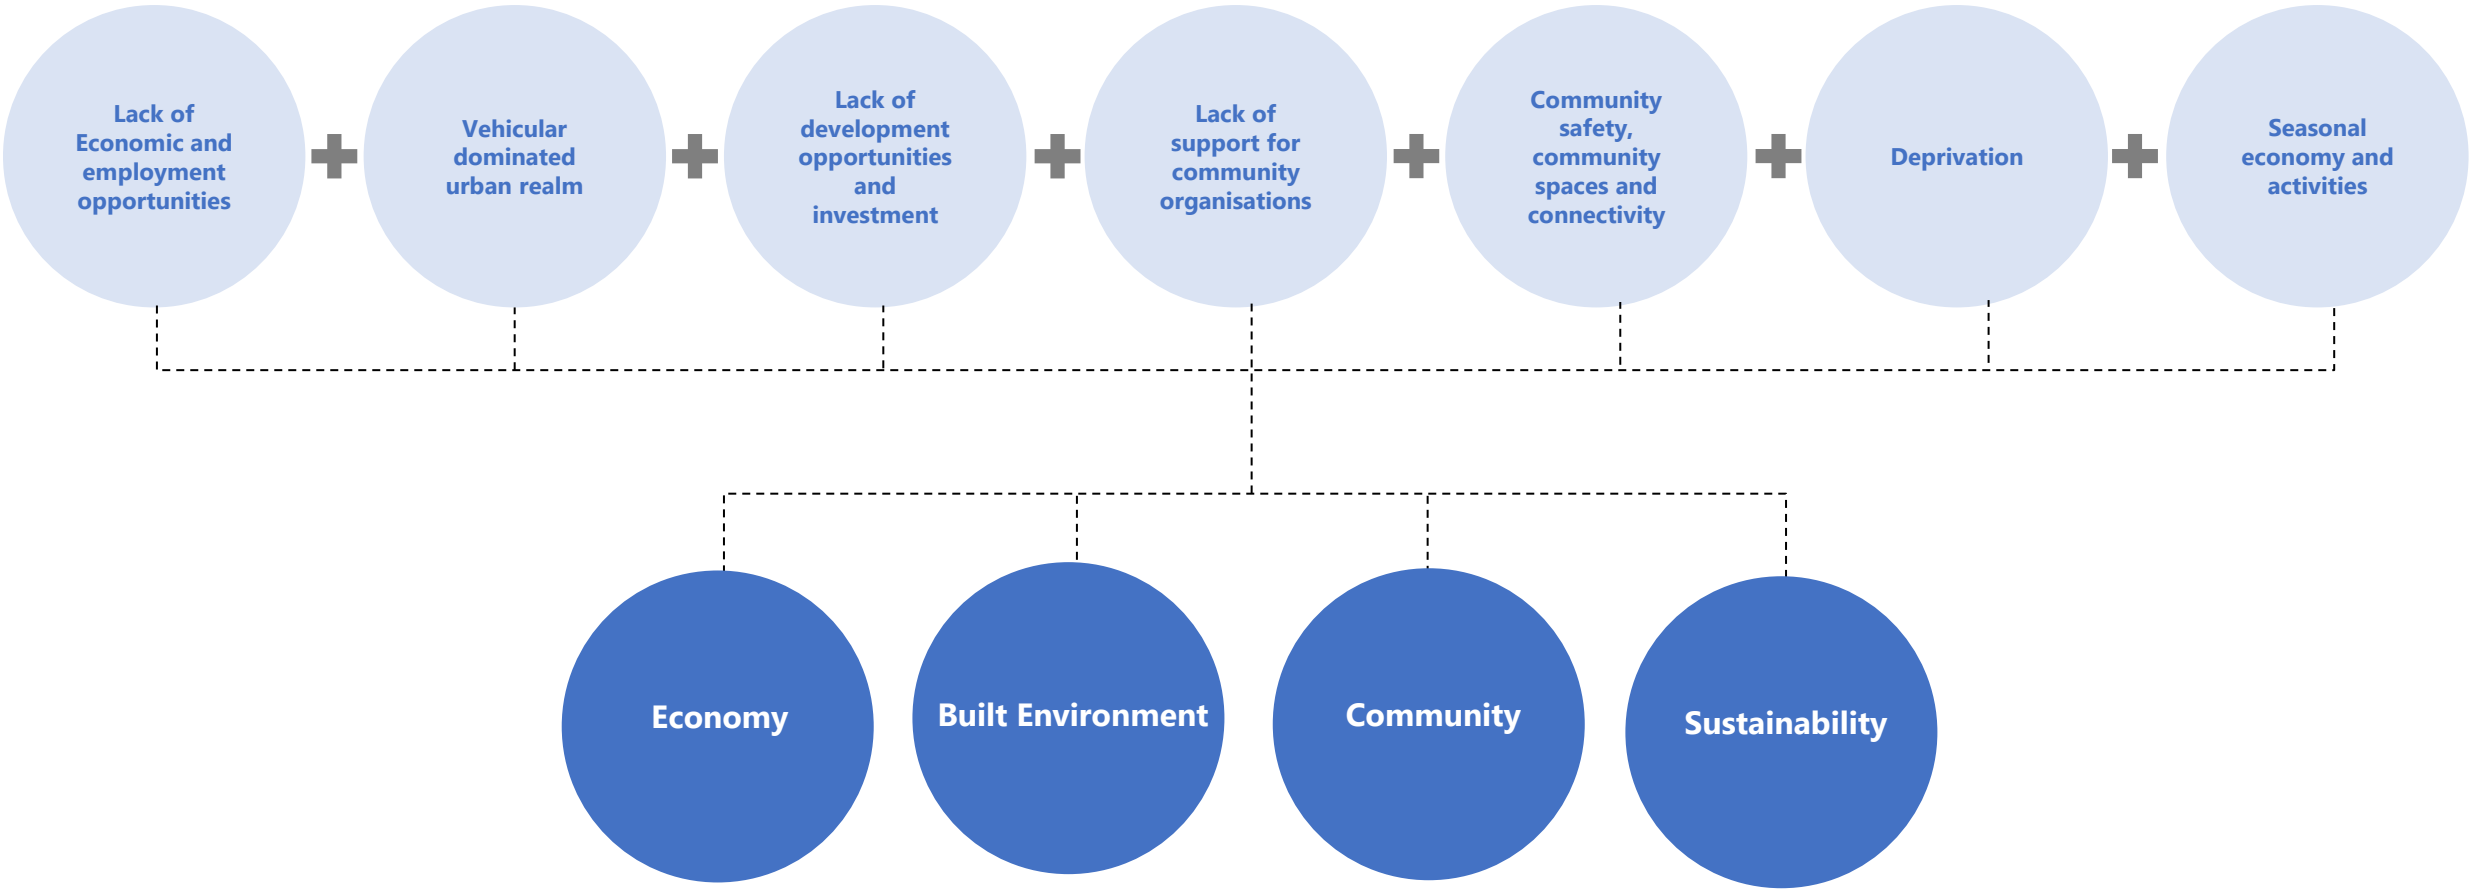 Lack of
Economic and
employment
opportunities
Vehicular
dominated
urban realm
Lack of
development
opportunities
and
investment
Lack of
support for
community
organisations
Community
safety,
community
spaces and
connectivity
Deprivation
Seasonal
economy and
activities
Economy
Built Environment
Community
Sustainability